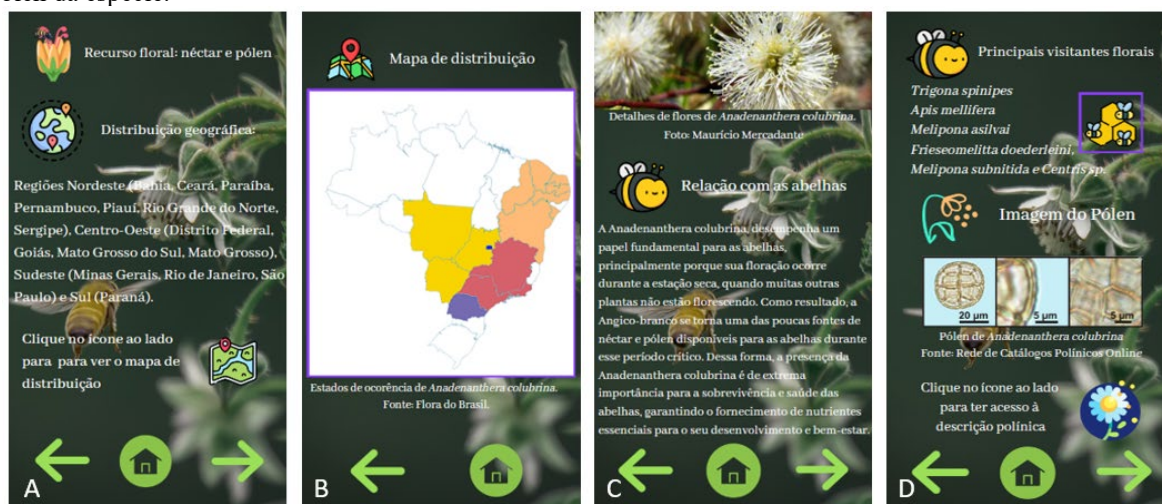 Recurso floral: néctar e pólen
Distribuição geográfica:
Regiões Nordeste (Bahia, Ceará, Paraíba,
Pernambuco, Piauí, Rio Grande do Norte,
Sergipe), Centro-Oeste (Distrito Federal,
Goiás, Mato Grosso do Sul, Mato Grosso),
Sudeste (Minas Gerais, Rio de Janeiro, São
Paulo) e Sul (Paraná).
Clique no ícone ao lado
para para ver o mapa de
distribuição
A
Mapa de distribuição
Estados de ocorência de Anadenanthera colubrina.
Fonte: Flora do Brasil.
B
Detalhes de flores de Anadenanthera colubrina.
Foto: Maurício Mercadante
Relação com as abelhas
A Anadenanthera colubrina, desempenha um
papel fundamental para as abelhas,
principalmente porque sua floração ocorre
durante a estação seca, quando muitas outras
plantas não estão florescendo. Como resultado, a
Angico-branco se torna uma das poucas fontes de
néctar e pólen disponíveis para as abelhas durante
esse período crítico. Dessa forma, a presença da
Anadenanthera colubrina é de extrema
importância para a sobrevivência e saúde das
abelhas, garantindo o fornecimento de nutrientes
essenciais para o seu desenvolvimento e bem-estar.
C
Principais visitantes florais
Trigona spinipes
Apis mellifera
Melipona asilvai
Frieseomelitta doederleini,
Melipona subnitida e Centris sp.
Imagem do Pólen
20 µm
5 µm
5 µm
Pólen de Anadenanthera colubrina
Fonte: Rede de Catálogos Polínicos Online
Clique no ícone ao lado
para ter acesso à
descrição polínica
D